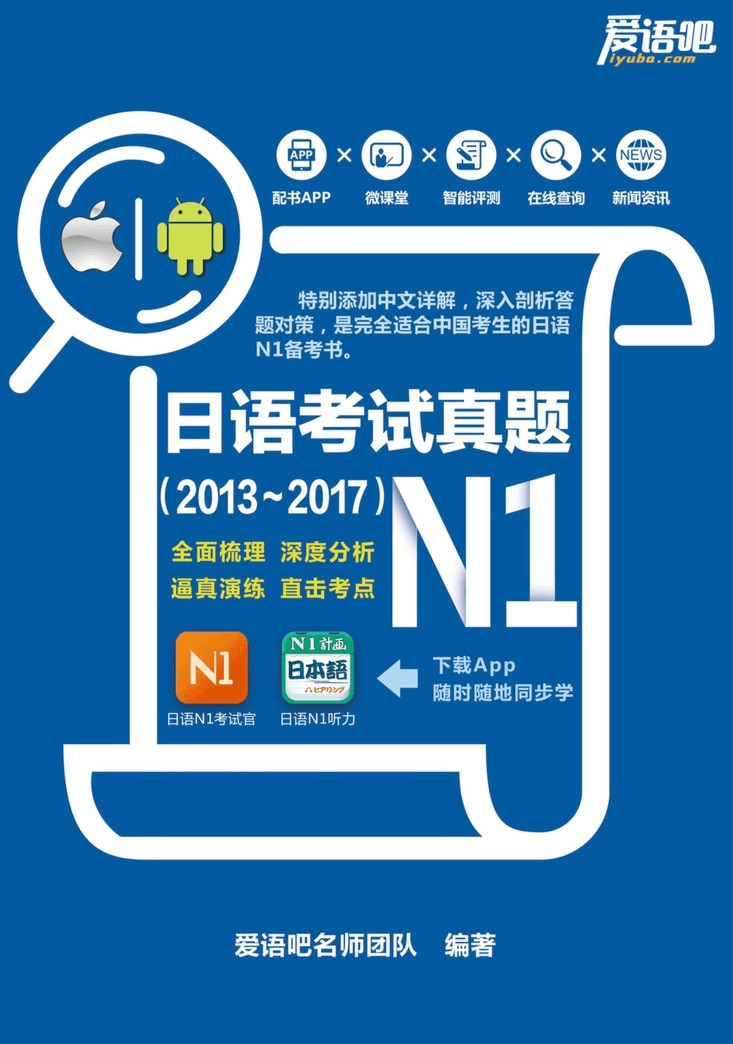 爱语吧
iyuba.com
APP
NEWS
配书APP × 微课堂 × 智能评测 × 在线查询 × 新闻资讯
特别添加中文详解，深入剖析答
题对策，是完全适合中国考生的日语
N1备考书。
日语考试真题
（2013~2017）
N1
全面梳理 深度分析
逼真演练 直击考点
N1
N1計画
日本語
ヒアリング
日语N1考试官
日语N1听力
下载App
随时随地同步学
爱语吧名师团队 编著